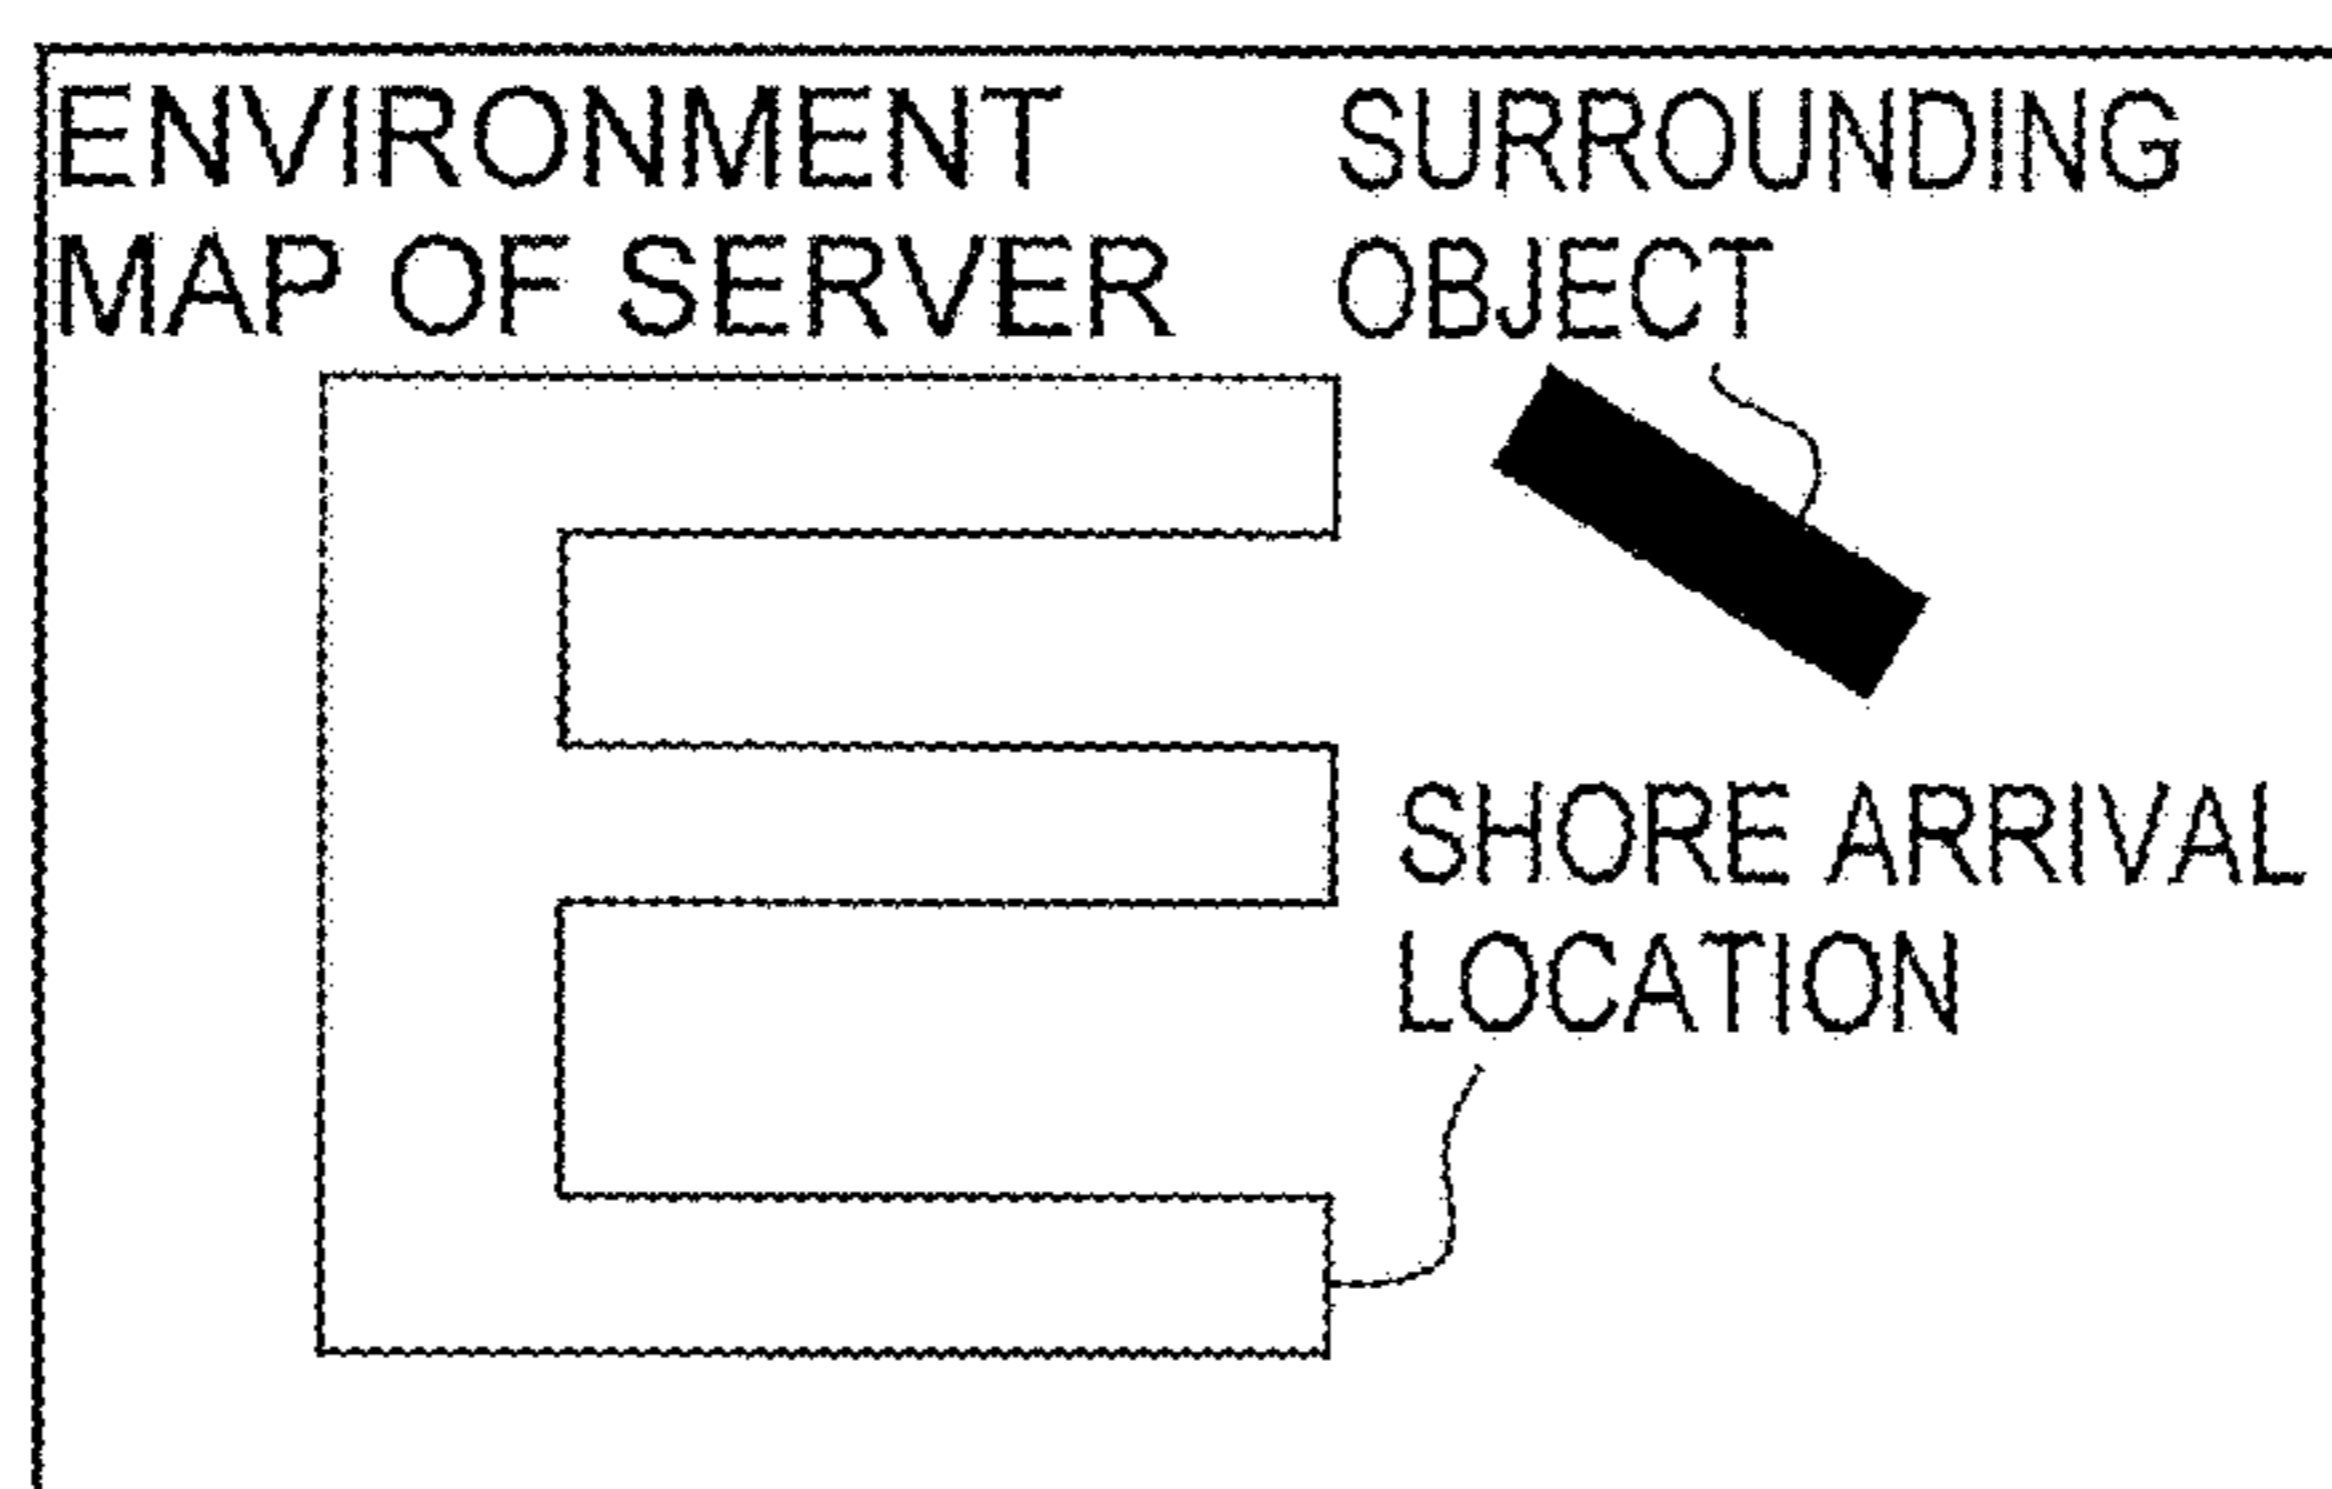 ENVIRONMENT
MAP OF SERVER
SURROUNDING
OBJECT
SHORE ARRIVAL
LOCATION